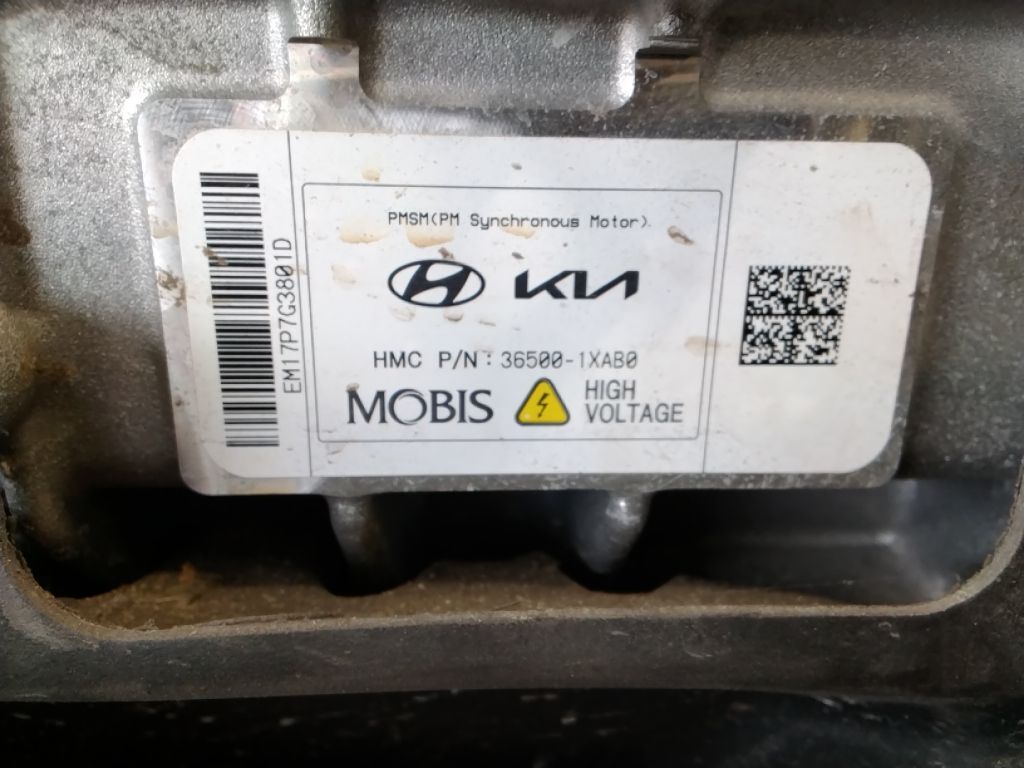 EM17P7G3801D
PMSM(PM Synchronous Motor)
KIA
HMC P/N : 36500-1XAB0
MOBIS
HIGH
VOLTAGE